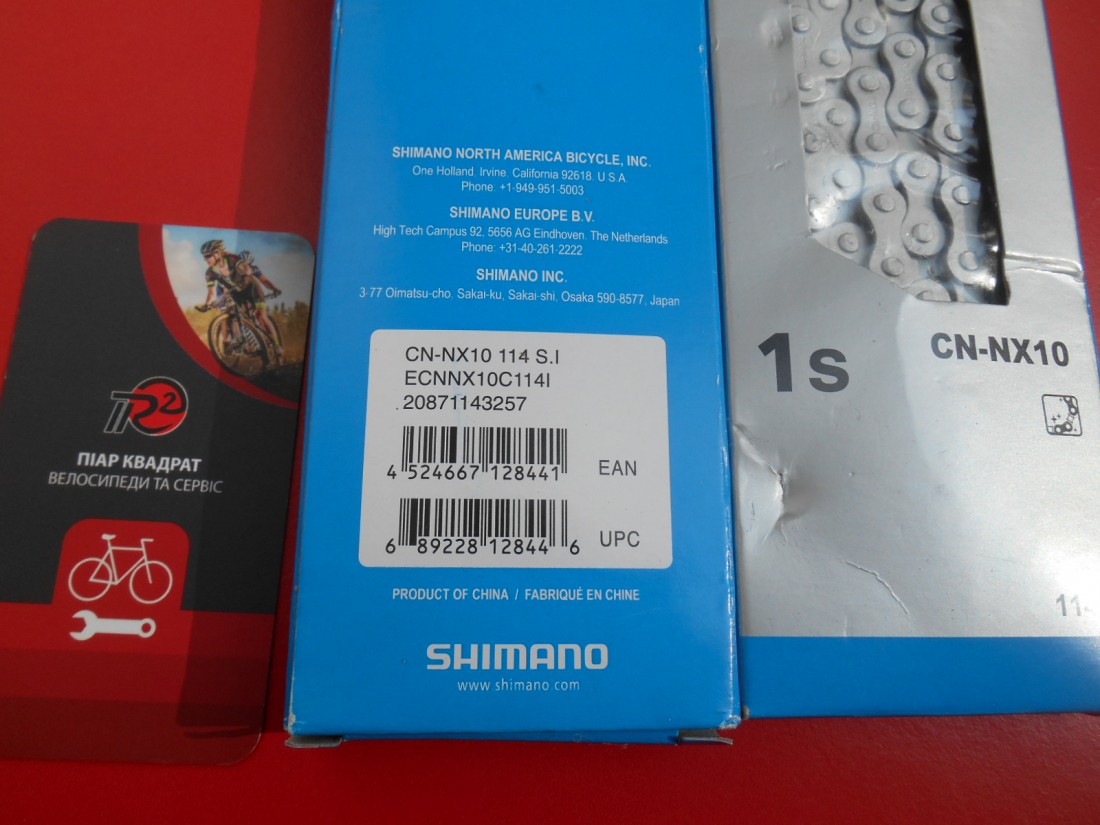 SHIMANO NORTH AMERICA BICYCLE, INC.
One Holland. Irvine. California 92618. U.S.A.
Phone: +1-949-951-5003
SHIMANO EUROPE B.V.
High Tech Campus 92, 5656 AG Eindhoven. The Netherlands
Phone: +31-40-261-2222
SHIMANO INC.
3-77 Oimatsu-cho. Sakai-ku, Sakai-shi, Osaka 590-8577, Japan
CN-NX10 114 S.I
ECNNX10C114I
20871143257
4 524667 128441 EAN
6 89228 12844 6 UPC
PRODUCT OF CHINA / FABRIQUÉ EN CHINE
SHIMANO
www.shimano.com
1s
CN-NX10
R2
ПІАР КВАДРАТ
ВЕЛОСИПЕДИ ТА СЕРВІС